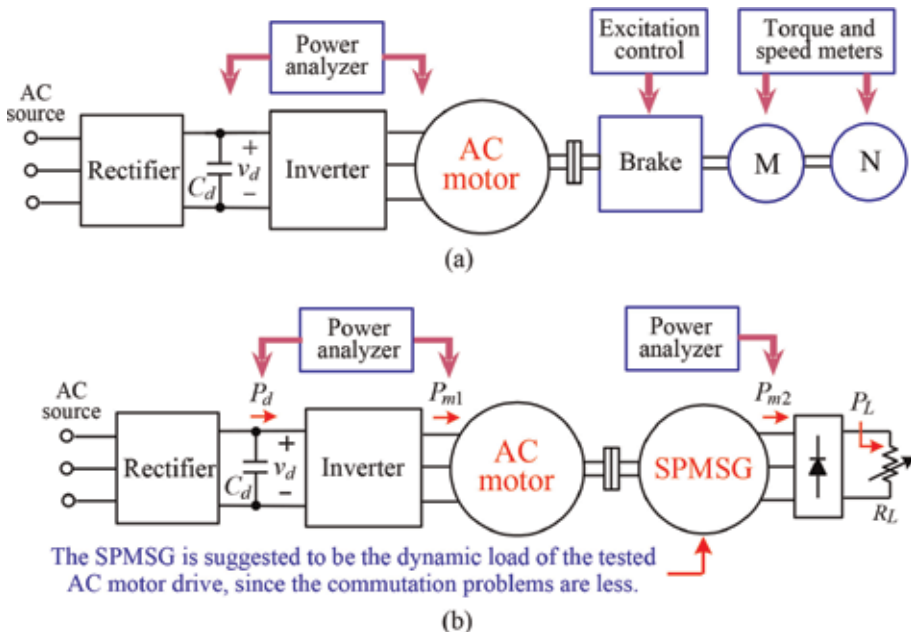 Power
analyzer
Excitation
control
Torque and
speed meters
AC
source
Rectifier
C_d
+
v_d
−
Inverter
AC
motor
Brake
M
N
(a)
Power
analyzer
Power
analyzer
AC
source
P_d
P_m1
P_m2
P_L
Rectifier
C_d
+
v_d
−
Inverter
AC
motor
SPMSG
R_L
The SPMSG is suggested to be the dynamic load of the tested
AC motor drive, since the commutation problems are less.
(b)